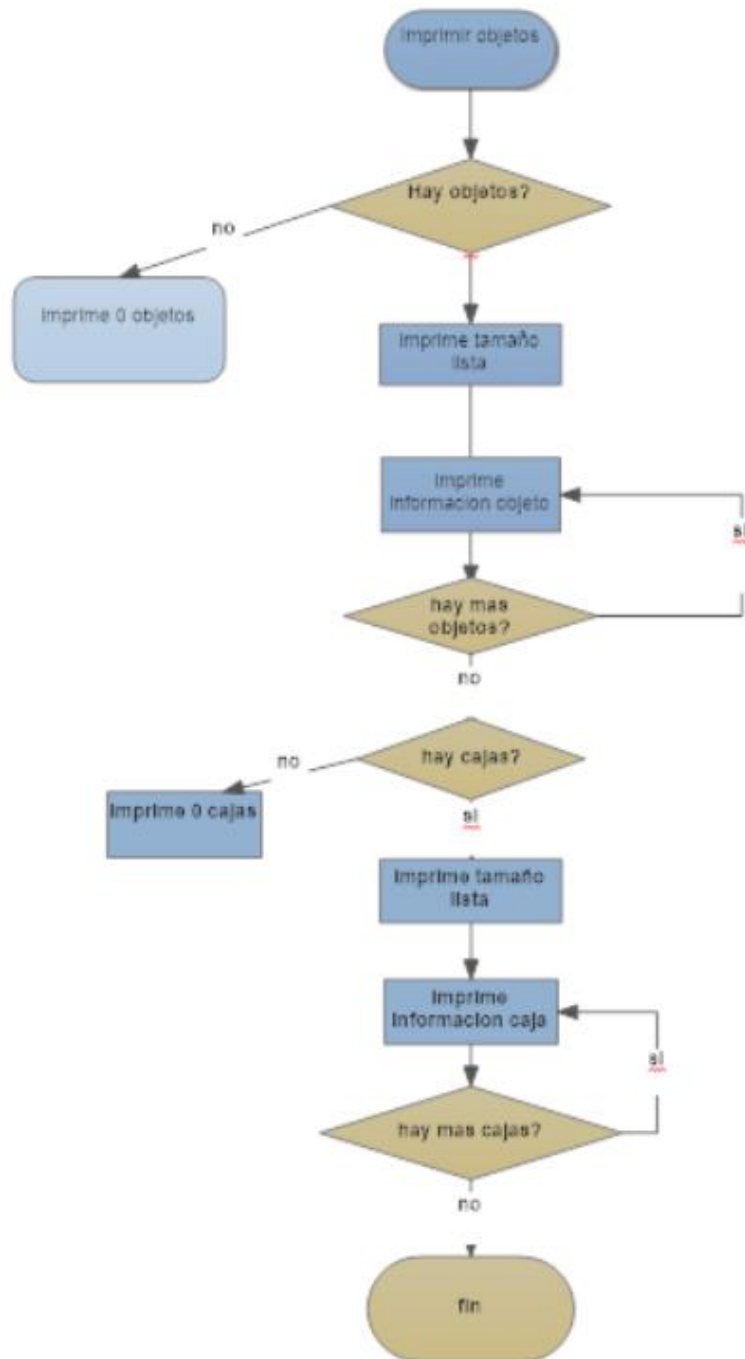 Imprimir objetos
Hay objetos?
no
Imprime 0 objetos
Imprime tamaño
lista
Imprime
Informacion objeto
si
hay mas
objetos?
no
hay cajas?
no
Imprime 0 cajas
si
Imprime tamaño
lista
Imprime
Informacion caja
si
hay mas cajas?
no
fin